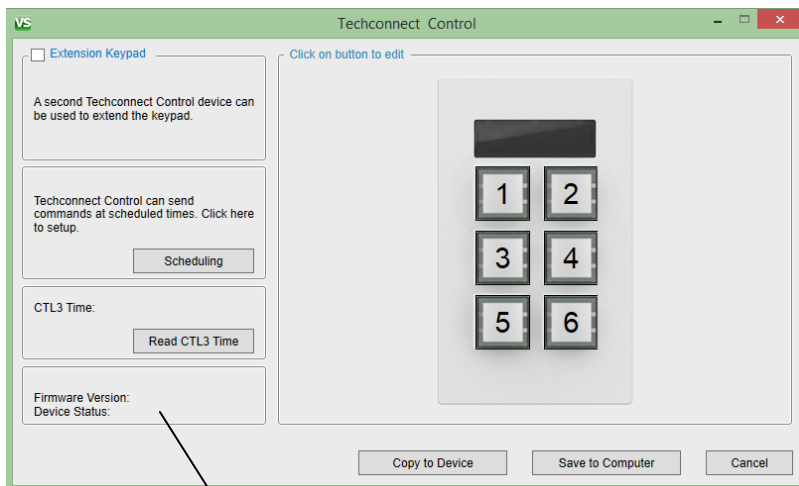 VS
Techconnect Control
Extension Keypad
A second Techconnect Control device can
be used to extend the keypad.
Techconnect Control can send
commands at scheduled times. Click here
to setup.
Scheduling
CTL3 Time:
Read CTL3 Time
Firmware Version:
Device Status:
Click on button to edit
1 2
3 4
5 6
Copy to Device Save to Computer Cancel